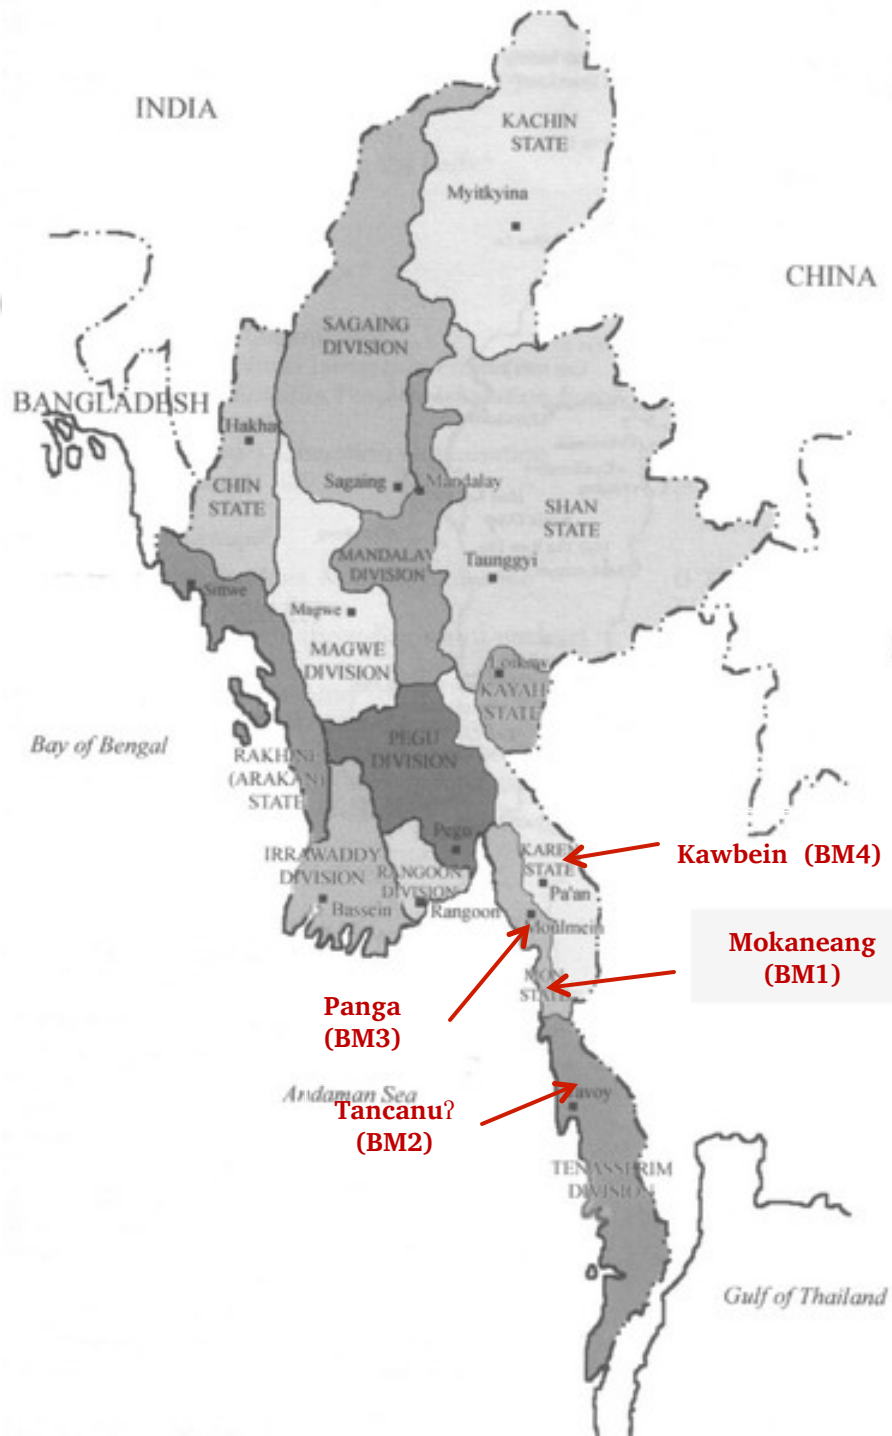 INDIA
KACHIN
STATE
Myitkyina
CHINA
SAGAING
DIVISION
BANGLADESH
Hakha
CHIN
STATE
Sagaing
Mandalay
SHAN
STATE
MANDALAY
DIVISION
Taunggyi
Sittwe
Magwe
MAGWE
DIVISION
KAYAH
STATE
Bay of Bengal
PEGU
DIVISION
RAKHINE
(ARAKAN)
STATE
Pegu
KAREN
STATE
Kawbein (BM4)
IRRAWADDY
DIVISION
RANGOON
DIVISION
Pa'an
Bassein
Rangoon
Moulmein
Mokaneang
(BM1)
MON
STATE
Panga
(BM3)
Andaman Sea
Tavoy
Tancanuʔ
(BM2)
TENASSERIM
DIVISION
Gulf of Thailand